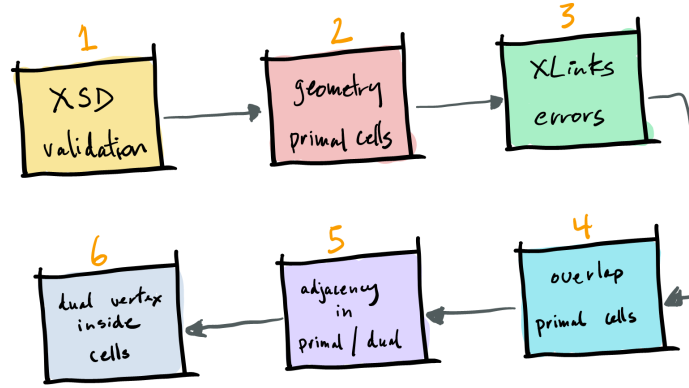 1
XSD
validation
2
geometry
primal cells
3
XLinks
errors
4
overlap
primal cells
5
adjacency
in
primal / dual
6
dual vertex
inside
cells